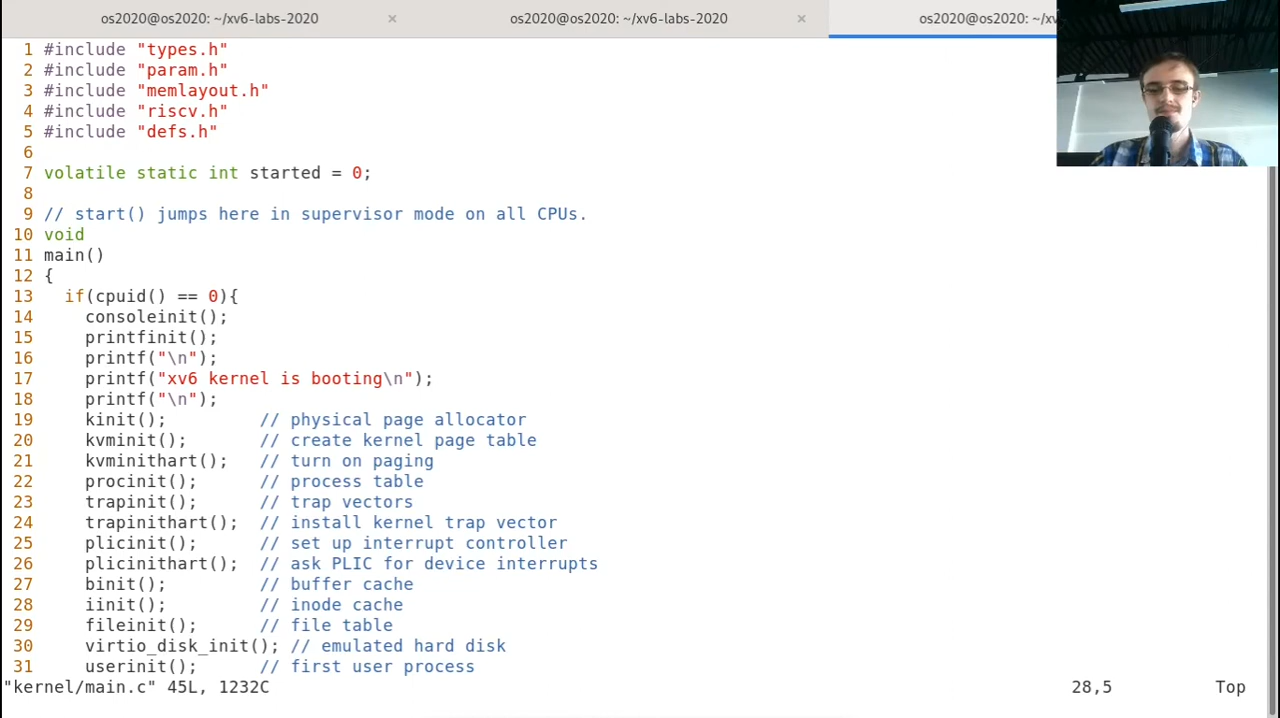 os2020@os2020: ~/xv6-labs-2020 × os2020@os2020: ~/xv6-labs-2020 × os2020@os2020: ~/xv
1 #include "types.h"
2 #include "param.h"
3 #include "memlayout.h"
4 #include "riscv.h"
5 #include "defs.h"
6
7 volatile static int started = 0;
8
9 // start() jumps here in supervisor mode on all CPUs.
10 void
11 main()
12 {
13   if(cpuid() == 0){
14     consoleinit();
15     printfinit();
16     printf("\n");
17     printf("xv6 kernel is booting\n");
18     printf("\n");
19     kinit();         // physical page allocator
20     kvminit();       // create kernel page table
21     kvminithart();   // turn on paging
22     procinit();      // process table
23     trapinit();      // trap vectors
24     trapinithart();  // install kernel trap vector
25     plicinit();      // set up interrupt controller
26     plicinithart();  // ask PLIC for device interrupts
27     binit();         // buffer cache
28     iinit();         // inode cache
29     fileinit();      // file table
30     virtio_disk_init(); // emulated hard disk
31     userinit();      // first user process
"kernel/main.c" 45L, 1232C 28,5 Top